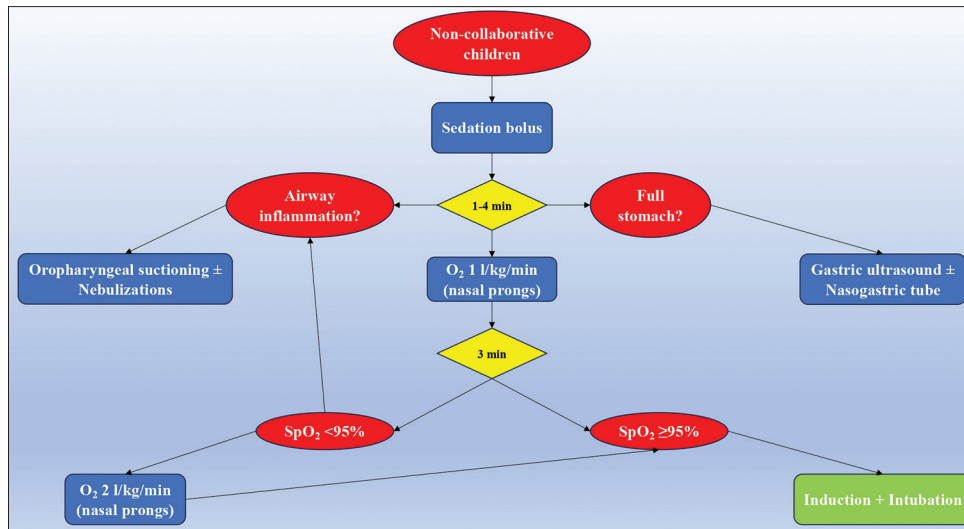 Non-collaborative
children
Sedation bolus
Airway
inflammation?
1-4 min
Full
stomach?
Oropharyngeal suctioning ±
Nebulizations
O₂ 1 l/kg/min
(nasal prongs)
Gastric ultrasound ±
Nasogastric tube
3 min
SpO₂ <95%
SpO₂ ≥95%
O₂ 2 l/kg/min
(nasal prongs)
Induction + Intubation